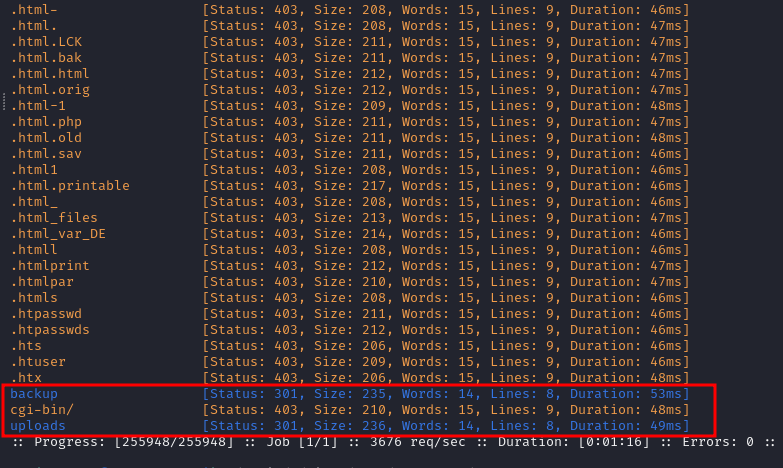 .html- [Status: 403, Size: 208, Words: 15, Lines: 9, Duration: 46ms]
.html. [Status: 403, Size: 208, Words: 15, Lines: 9, Duration: 47ms]
.html.LCK [Status: 403, Size: 211, Words: 15, Lines: 9, Duration: 47ms]
.html.bak [Status: 403, Size: 211, Words: 15, Lines: 9, Duration: 47ms]
.html.html [Status: 403, Size: 212, Words: 15, Lines: 9, Duration: 47ms]
.html.orig [Status: 403, Size: 212, Words: 15, Lines: 9, Duration: 47ms]
.html-1 [Status: 403, Size: 209, Words: 15, Lines: 9, Duration: 48ms]
.html.php [Status: 403, Size: 211, Words: 15, Lines: 9, Duration: 47ms]
.html.old [Status: 403, Size: 211, Words: 15, Lines: 9, Duration: 48ms]
.html.sav [Status: 403, Size: 211, Words: 15, Lines: 9, Duration: 46ms]
.html1 [Status: 403, Size: 208, Words: 15, Lines: 9, Duration: 46ms]
.html.printable [Status: 403, Size: 217, Words: 15, Lines: 9, Duration: 46ms]
.html_ [Status: 403, Size: 208, Words: 15, Lines: 9, Duration: 46ms]
.html_files [Status: 403, Size: 213, Words: 15, Lines: 9, Duration: 47ms]
.html_var_DE [Status: 403, Size: 214, Words: 15, Lines: 9, Duration: 46ms]
.htmll [Status: 403, Size: 208, Words: 15, Lines: 9, Duration: 46ms]
.htmlprint [Status: 403, Size: 212, Words: 15, Lines: 9, Duration: 47ms]
.htmlpar [Status: 403, Size: 210, Words: 15, Lines: 9, Duration: 47ms]
.htmls [Status: 403, Size: 208, Words: 15, Lines: 9, Duration: 46ms]
.htpasswd [Status: 403, Size: 211, Words: 15, Lines: 9, Duration: 46ms]
.htpasswds [Status: 403, Size: 212, Words: 15, Lines: 9, Duration: 46ms]
.hts [Status: 403, Size: 206, Words: 15, Lines: 9, Duration: 46ms]
.htuser [Status: 403, Size: 209, Words: 15, Lines: 9, Duration: 46ms]
.htx [Status: 403, Size: 206, Words: 15, Lines: 9, Duration: 48ms]
backup [Status: 301, Size: 235, Words: 14, Lines: 8, Duration: 53ms]
cgi-bin/ [Status: 403, Size: 210, Words: 15, Lines: 9, Duration: 48ms]
uploads [Status: 301, Size: 236, Words: 14, Lines: 8, Duration: 49ms]
:: Progress: [255948/255948] :: Job [1/1] :: 3676 req/sec :: Duration: [0:01:16] :: Errors: 0 ::